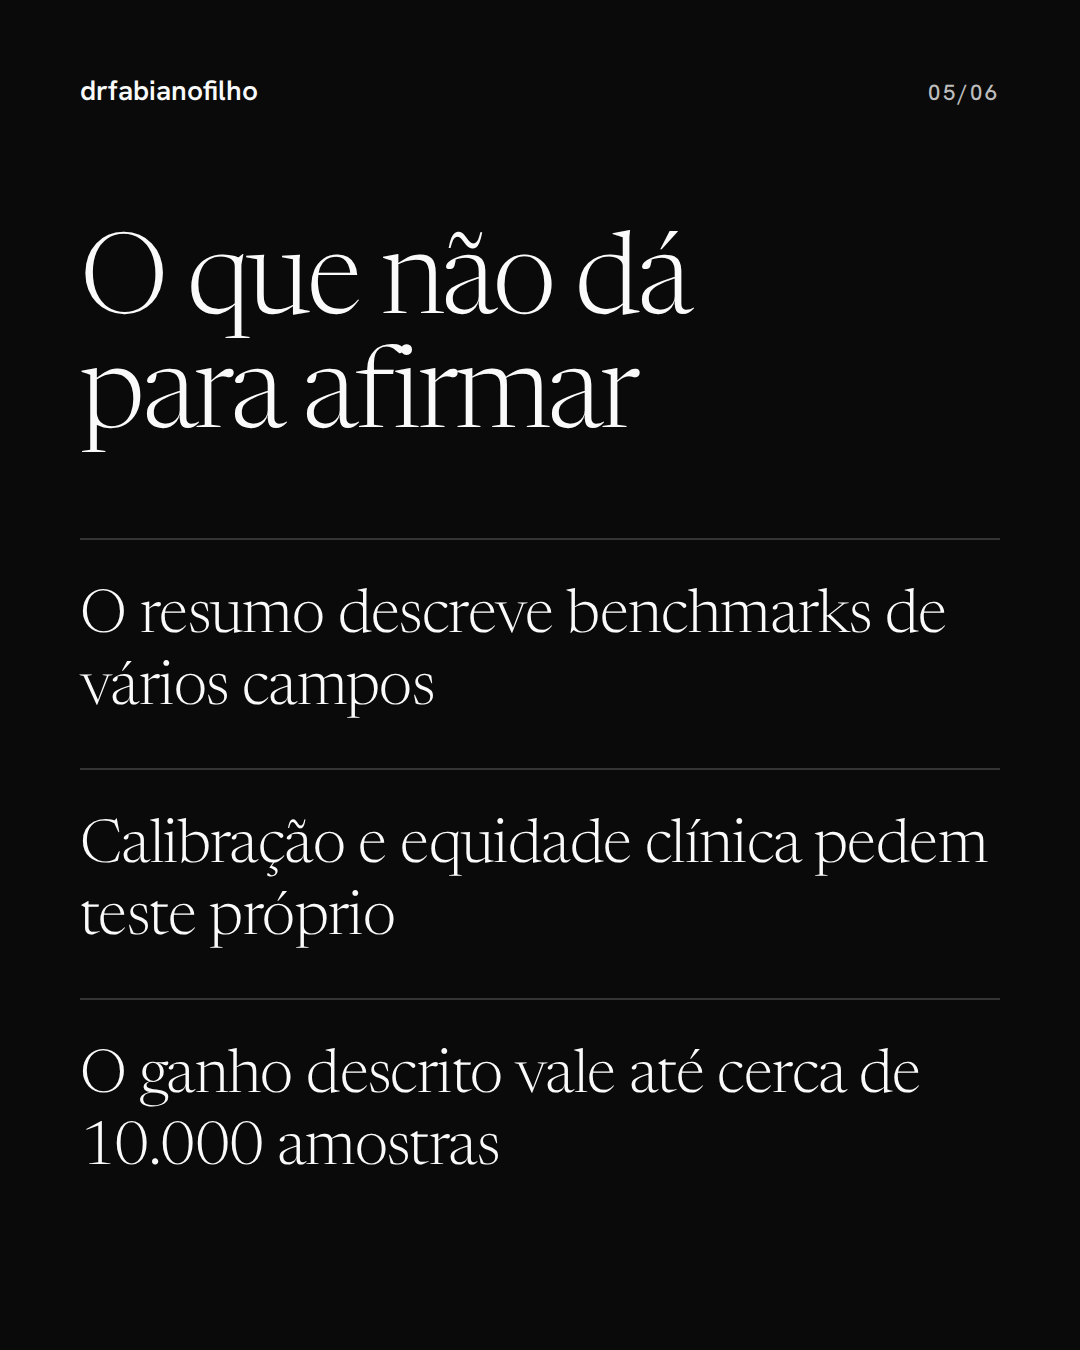 drfabianofilho
05/06
O que não dá
para afirmar
O resumo descreve benchmarks de
vários campos
Calibração e equidade clínica pedem
teste próprio
O ganho descrito vale até cerca de
10.000 amostras